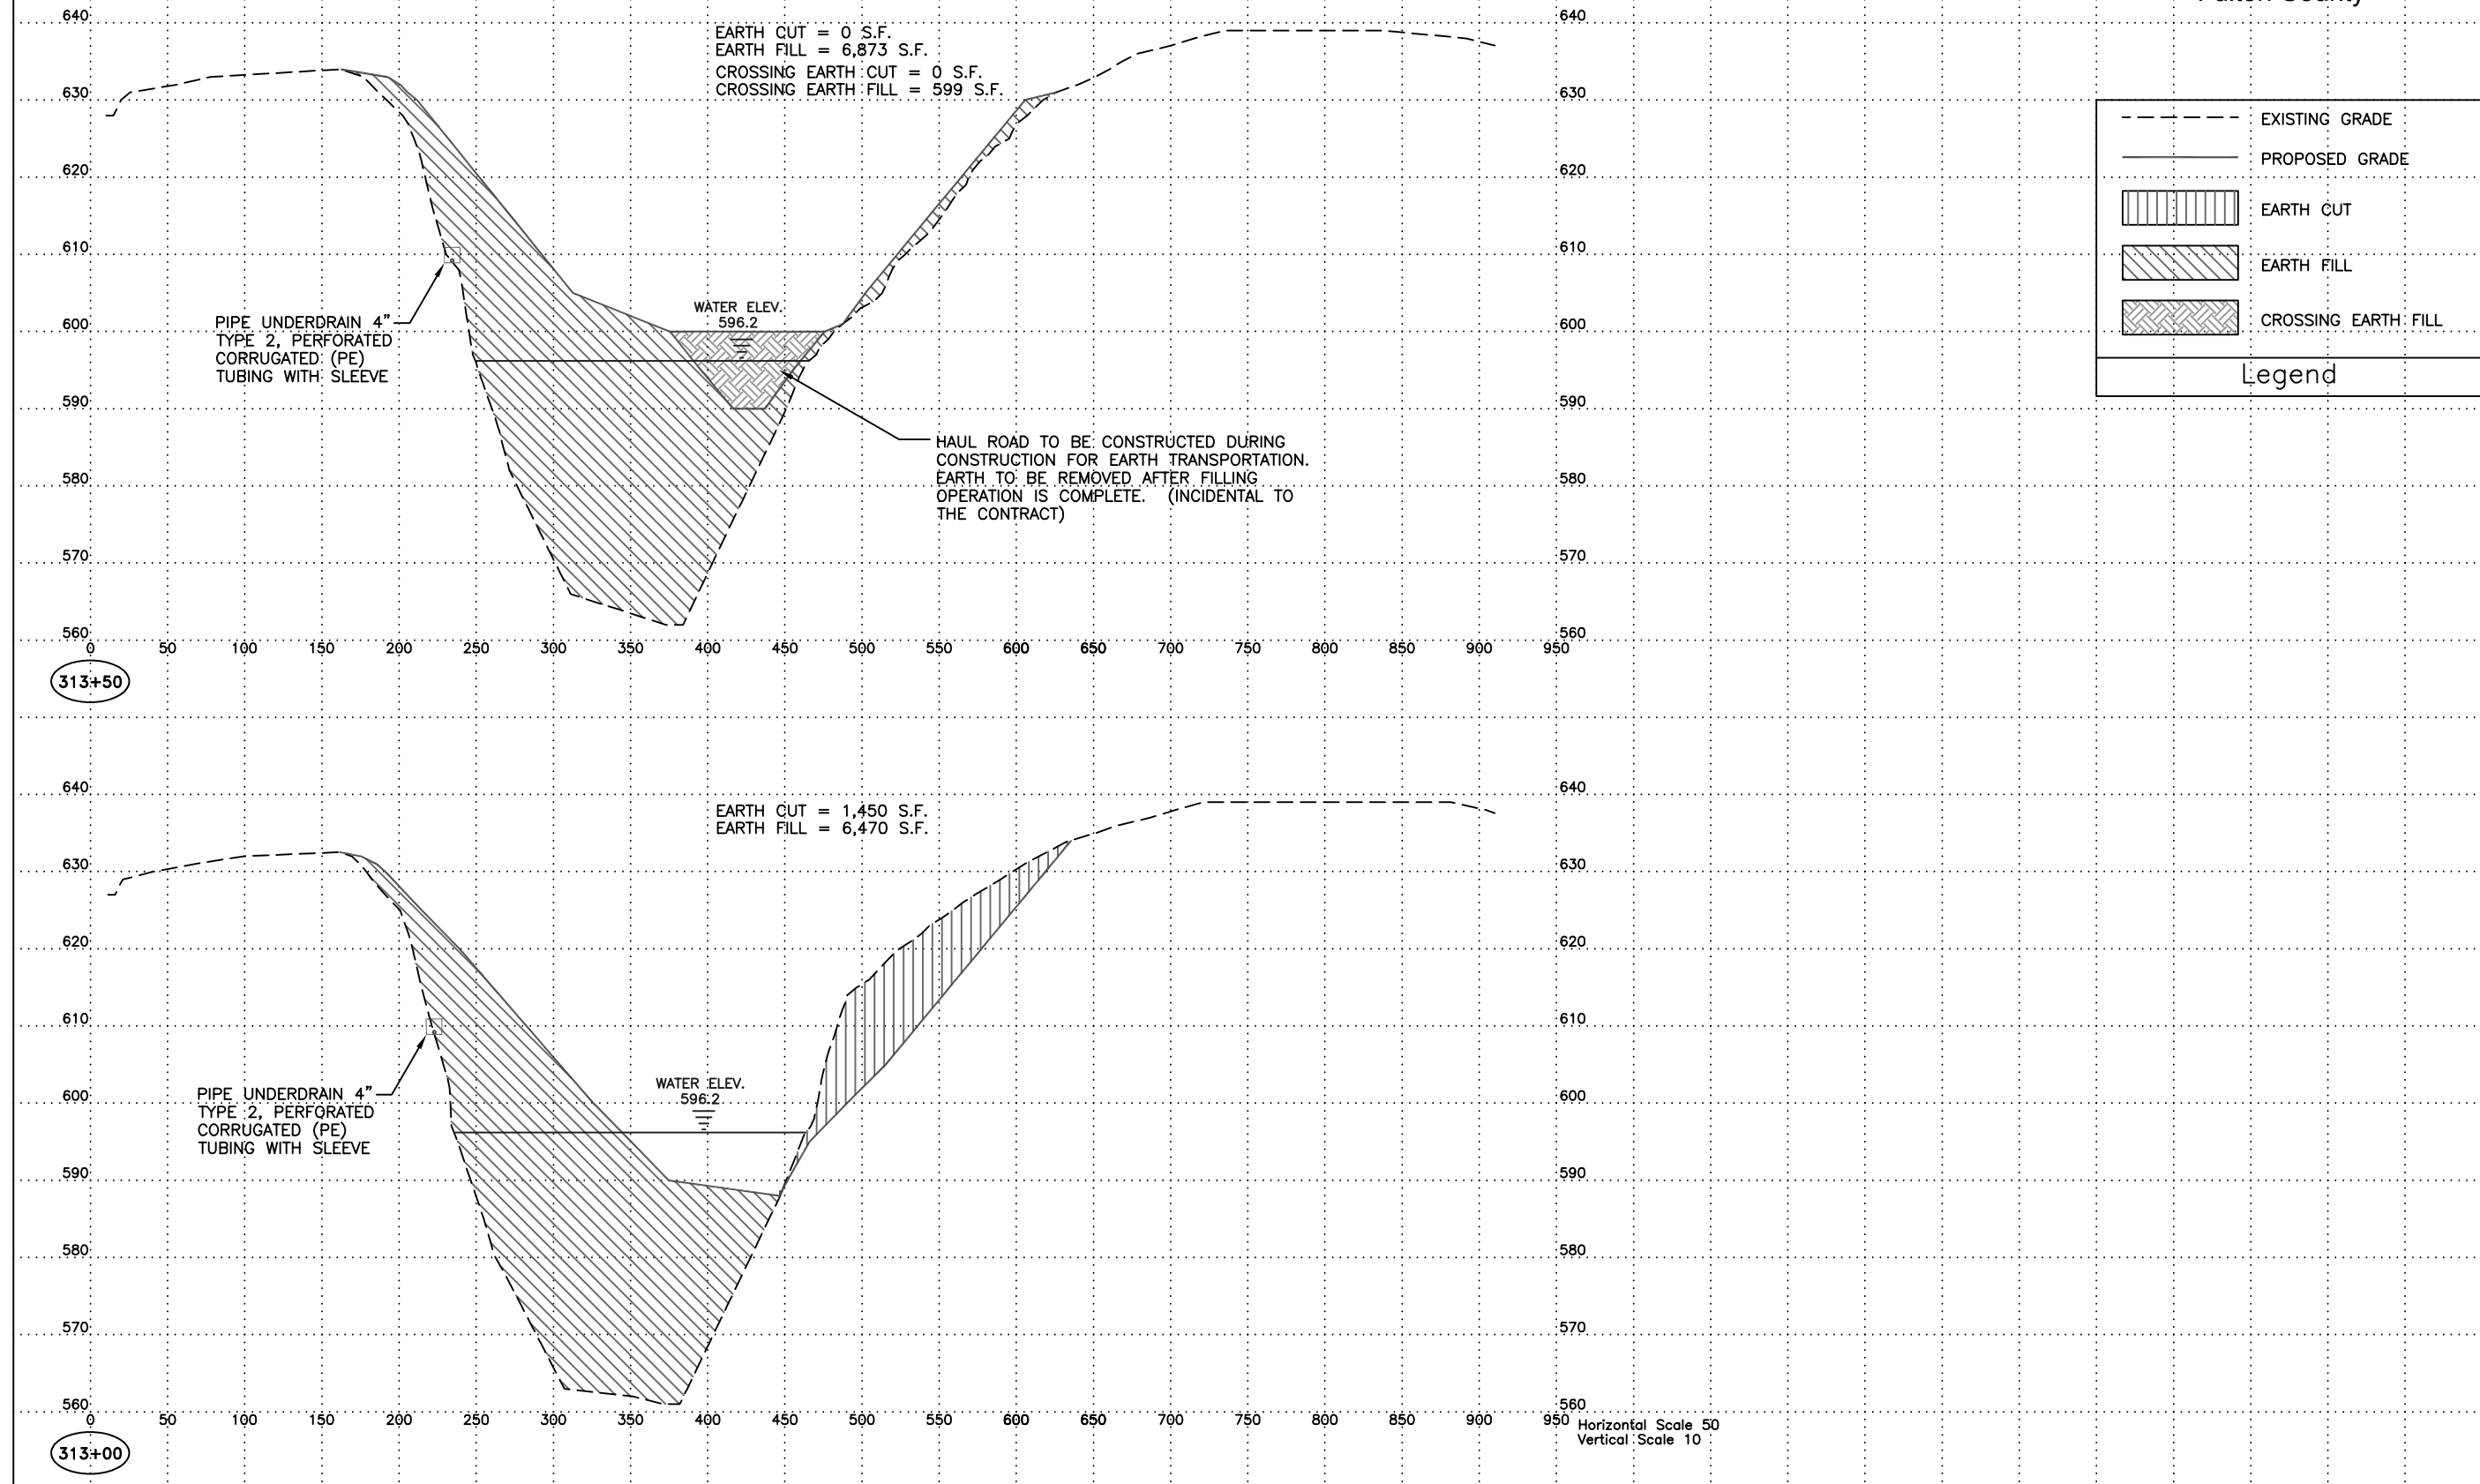 640
640
EARTH CUT = 0 S.F.
EARTH FILL = 6,873 S.F.
CROSSING EARTH CUT = 0 S.F.
CROSSING EARTH FILL = 599 S.F.
630
630
620
620
610
610
WATER ELEV.
596.2
600
600
PIPE UNDERDRAIN 4"
TYPE 2, PERFORATED
CORRUGATED (PE)
TUBING WITH SLEEVE
590
590
HAUL ROAD TO BE CONSTRUCTED DURING
CONSTRUCTION FOR EARTH TRANSPORTATION.
EARTH TO BE REMOVED AFTER FILLING
OPERATION IS COMPLETE. (INCIDENTAL TO
THE CONTRACT)
580
580
570
570
560
560
0 50 100 150 200 250 300 350 400 450 500 550 600 650 700 750 800 850 900 950
313+50
EXISTING GRADE
PROPOSED GRADE
EARTH CUT
EARTH FILL
CROSSING EARTH FILL
Legend
640
640
EARTH CUT = 1,450 S.F.
EARTH FILL = 6,470 S.F.
630
630
620
620
610
610
WATER ELEV.
596.2
600
600
PIPE UNDERDRAIN 4"
TYPE 2, PERFORATED
CORRUGATED (PE)
TUBING WITH SLEEVE
590
590
580
580
570
570
560
560
0 50 100 150 200 250 300 350 400 450 500 550 600 650 700 750 800 850 900 950
Horizontal Scale 50
Vertical Scale 10
313+00